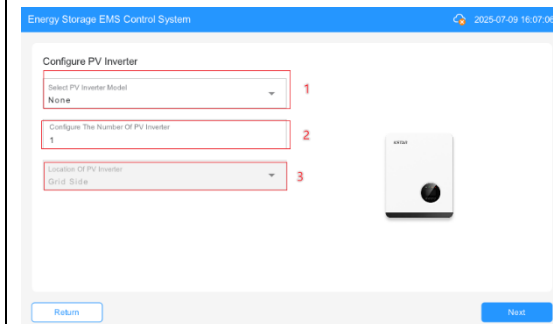 Energy Storage EMS Control System
2025-07-09 16:07:06
Configure PV Inverter
Select PV Inverter Model
None
1
Configure The Number Of PV Inverter
1
2
Location Of PV Inverter
Grid Side
3
Return
Next